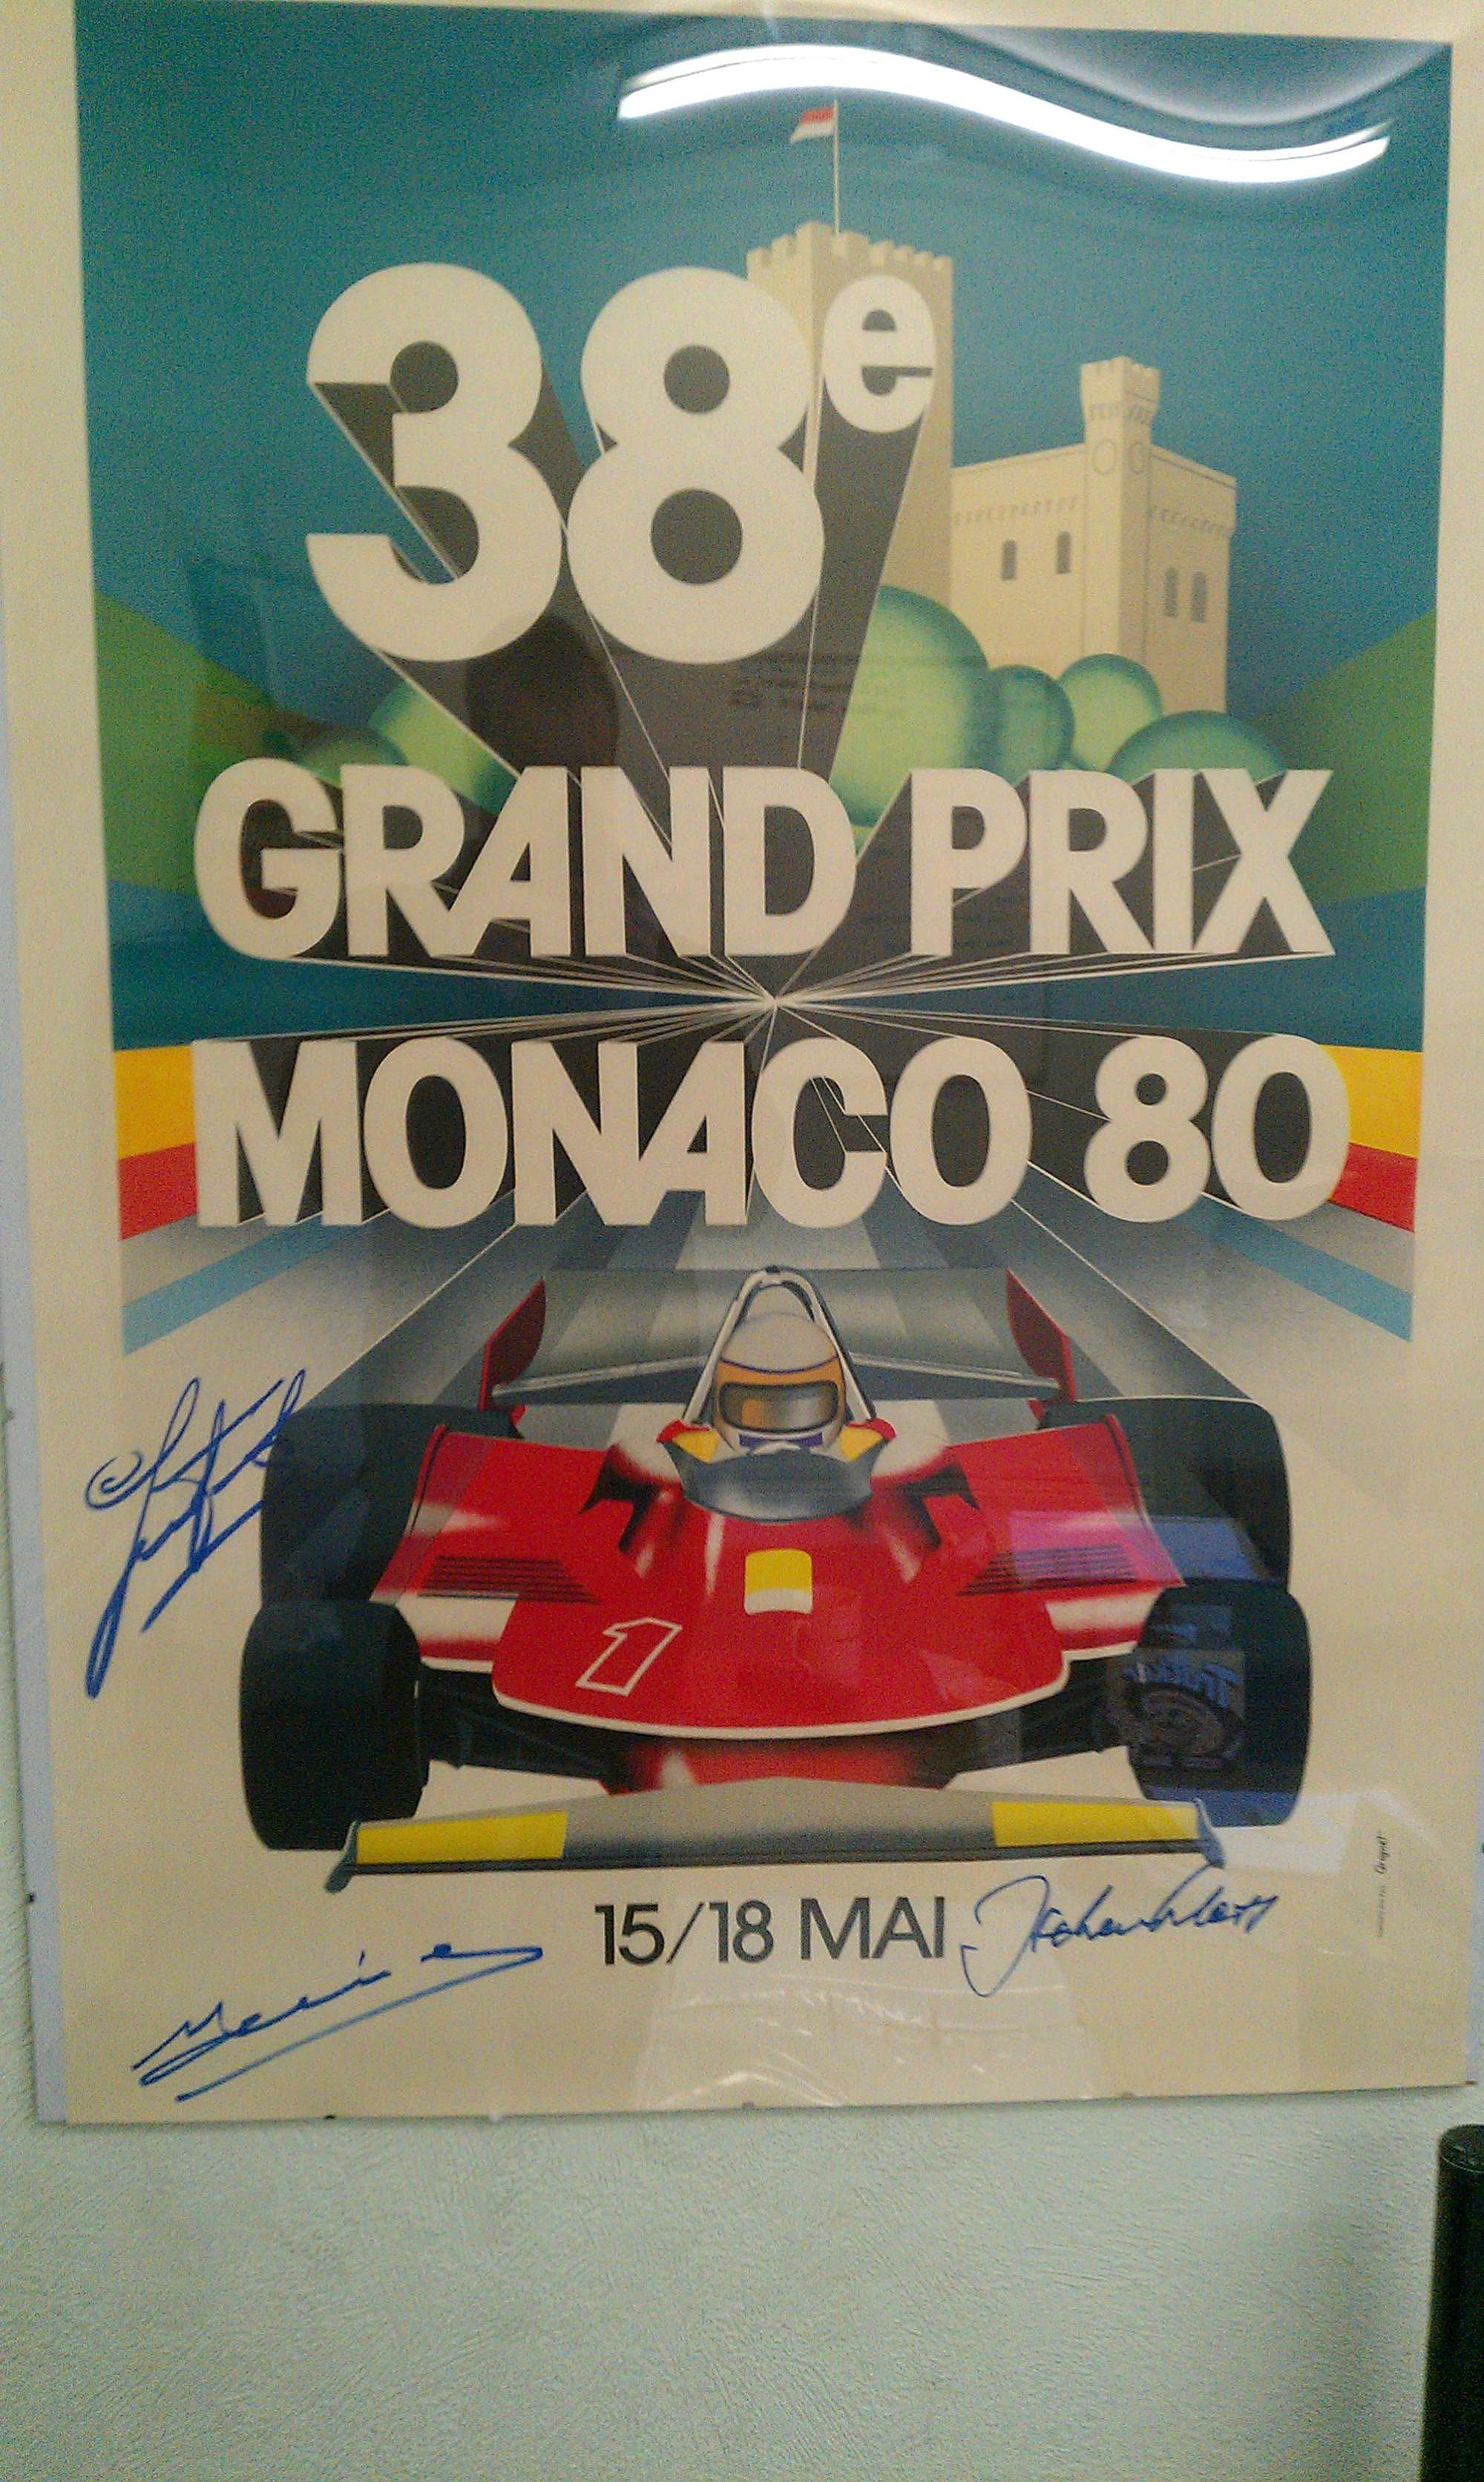 38e
GRAND PRIX
MONACO 80
1
15/18 MAI